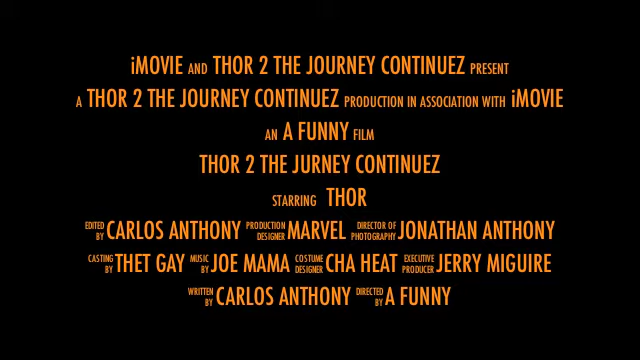 iMOVIE AND THOR 2 THE JOURNEY CONTINUEZ PRESENT
A THOR 2 THE JOURNEY CONTINUEZ PRODUCTION IN ASSOCIATION WITH iMOVIE
AN A FUNNY FILM
THOR 2 THE JURNEY CONTINUEZ
STARRING THOR
EDITED BY CARLOS ANTHONY PRODUCTION DESIGNER MARVEL DIRECTOR OF PHOTOGRAPHY JONATHAN ANTHONY
CASTING BY THET GAY MUSIC BY JOE MAMA COSTUME DESIGNER CHA HEAT EXECUTIVE PRODUCER JERRY MIGUIRE
WRITTEN BY CARLOS ANTHONY DIRECTED BY A FUNNY